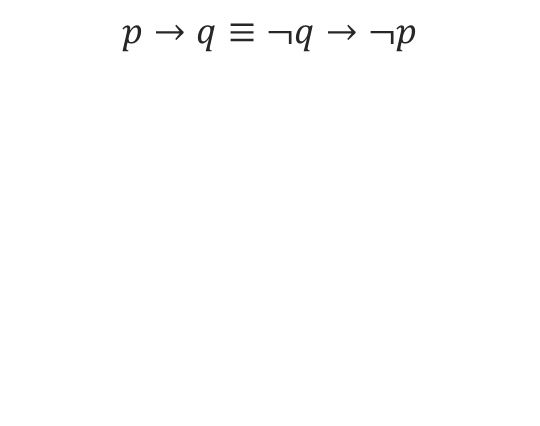 p → q ≡ ¬q → ¬p